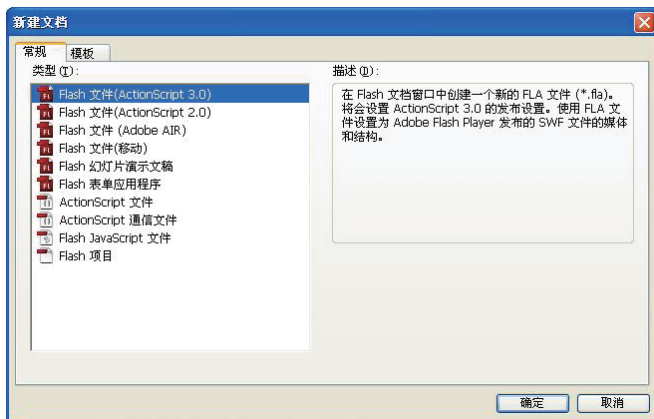 新建文档
常规 模板
类型(T):
Flash 文件(ActionScript 3.0)
Flash 文件(ActionScript 2.0)
Flash 文件 (Adobe AIR)
Flash 文件(移动)
Flash 幻灯片演示文稿
Flash 表单应用程序
ActionScript 文件
ActionScript 通信文件
Flash JavaScript 文件
Flash 项目
描述(D):
在 Flash 文档窗口中创建一个新的 FLA 文件 (*.fla)。
将会设置 ActionScript 3.0 的发布设置。使用 FLA 文
件设置为 Adobe Flash Player 发布的 SWF 文件的媒体
和结构。
确定 取消